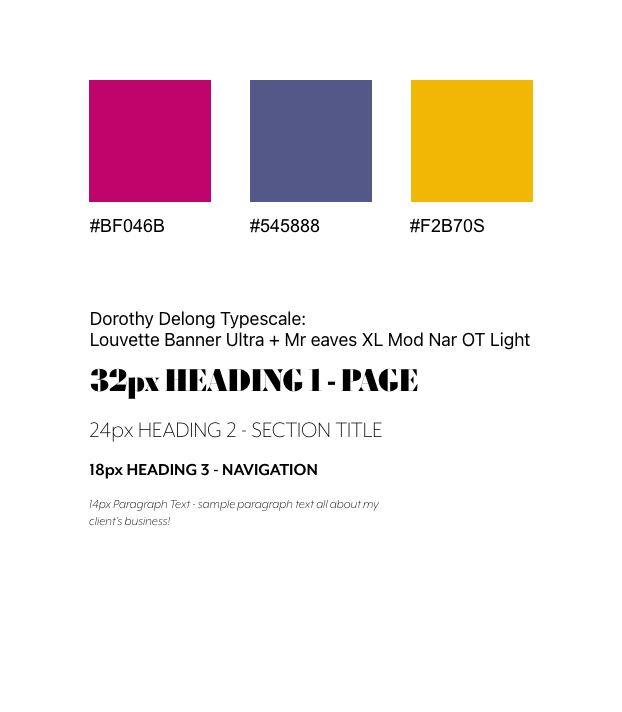 #BF046B
#545888
#F2B70S
Dorothy Delong Typescale:
Louvette Banner Ultra + Mr eaves XL Mod Nar OT Light
32px HEADING 1 - PAGE
24px HEADING 2 - SECTION TITLE
18px HEADING 3 - NAVIGATION
14px Paragraph Text - sample paragraph text all about my
client's business!